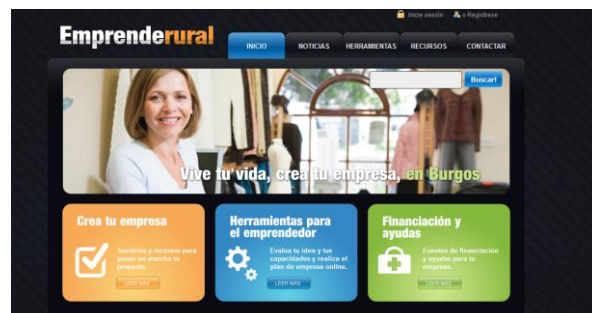 Inicie sesión o Regístrese
Emprenderural
INICIO NOTICIAS HERRAMIENTAS RECURSOS CONTACTAR
Buscar!
Vive tu vida, crea tu empresa, en Burgos
Crea tu empresa
Servicios y recursos para
poner en marcha tu
proyecto.
LEER MÁS
Herramientas para
el emprendedor
Evalua tu idea y tus
capacidades y realiza el
plan de empresa online.
LEER MÁS
Financiación y
ayudas
Fuentes de financiación
y ayudas para tu
empresa.
LEER MÁS